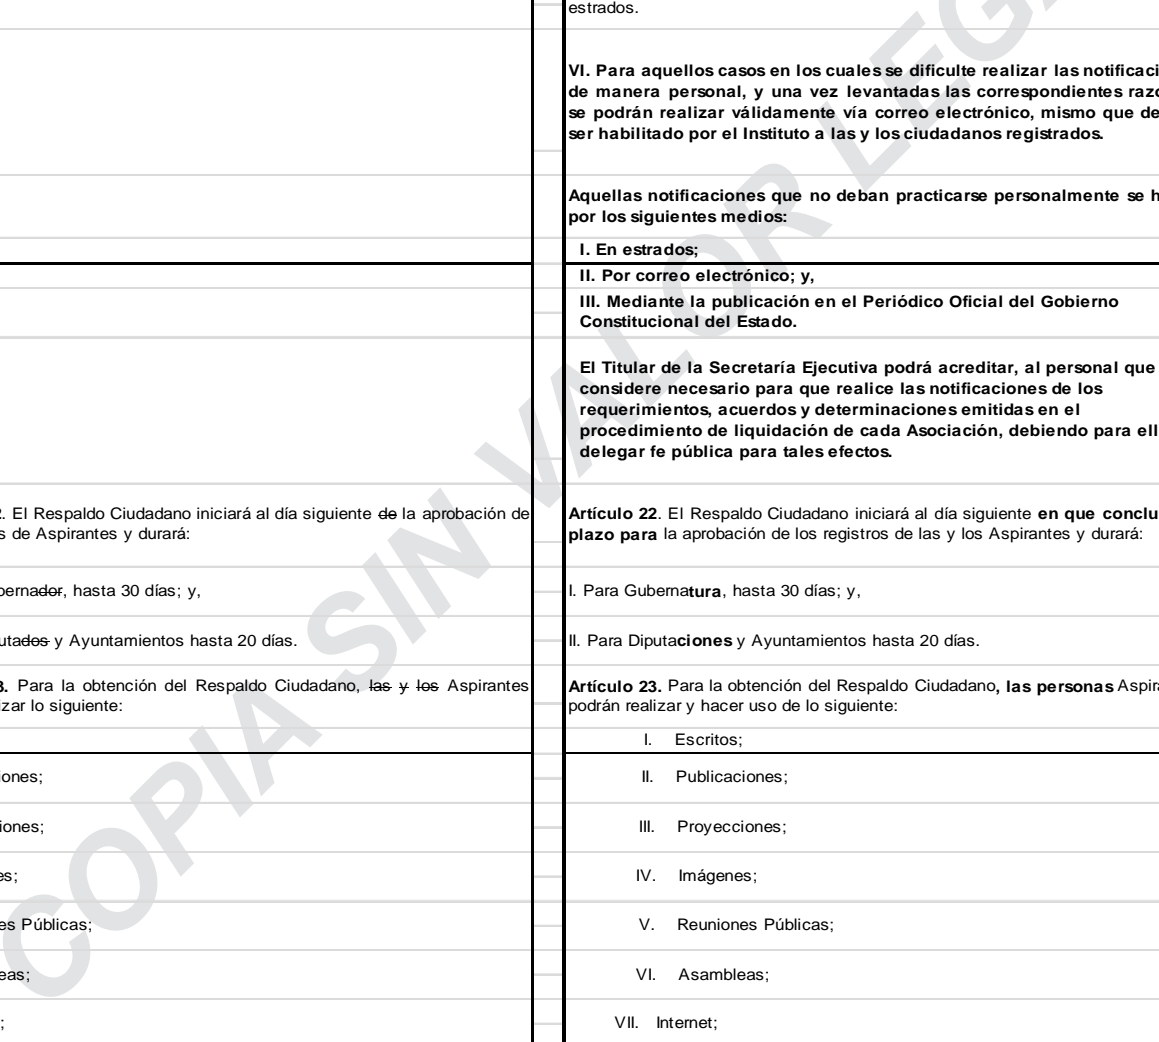 estrados.
VI. Para aquellos casos en los cuales se dificulte realizar las
de manera personal, y una vez levantadas las correspondientes
se podrán realizar válidamente vía correo electrónico, mismo que
ser habilitado por el Instituto a las y los ciudadanos registrados.
Aquellas notificaciones que no deban practicarse personalmente se
por los siguientes medios:
I. En estrados;
II. Por correo electrónico; y,
III. Mediante la publicación en el Periódico Oficial del Gobierno
Constitucional del Estado.
El Titular de la Secretaría Ejecutiva podrá acreditar, al personal que
considere necesario para que realice las notificaciones de los
requerimientos, acuerdos y determinaciones emitidas en el
procedimiento de liquidación de cada Asociación, debiendo para
delegar fe pública para tales efectos.
. El Respaldo Ciudadano iniciará al día siguiente de la aprobación de
s de Aspirantes y durará:
bernador, hasta 30 días; y,
utados y Ayuntamientos hasta 20 días.
3. Para la obtención del Respaldo Ciudadano, las y los Aspirantes
izar lo siguiente:
iones;
iones;
es;
es Públicas;
eas;
;
Artículo 22. El Respaldo Ciudadano iniciará al día siguiente en que
plazo para la aprobación de los registros de las y los Aspirantes y durará:
I. Para Gubernatura, hasta 30 días; y,
II. Para Diputaciones y Ayuntamientos hasta 20 días.
Artículo 23. Para la obtención del Respaldo Ciudadano, las personas
podrán realizar y hacer uso de lo siguiente:
I. Escritos;
II. Publicaciones;
III. Proyecciones;
IV. Imágenes;
V. Reuniones Públicas;
VI. Asambleas;
VII. Internet;
COPIA SIN VALOR LEGA